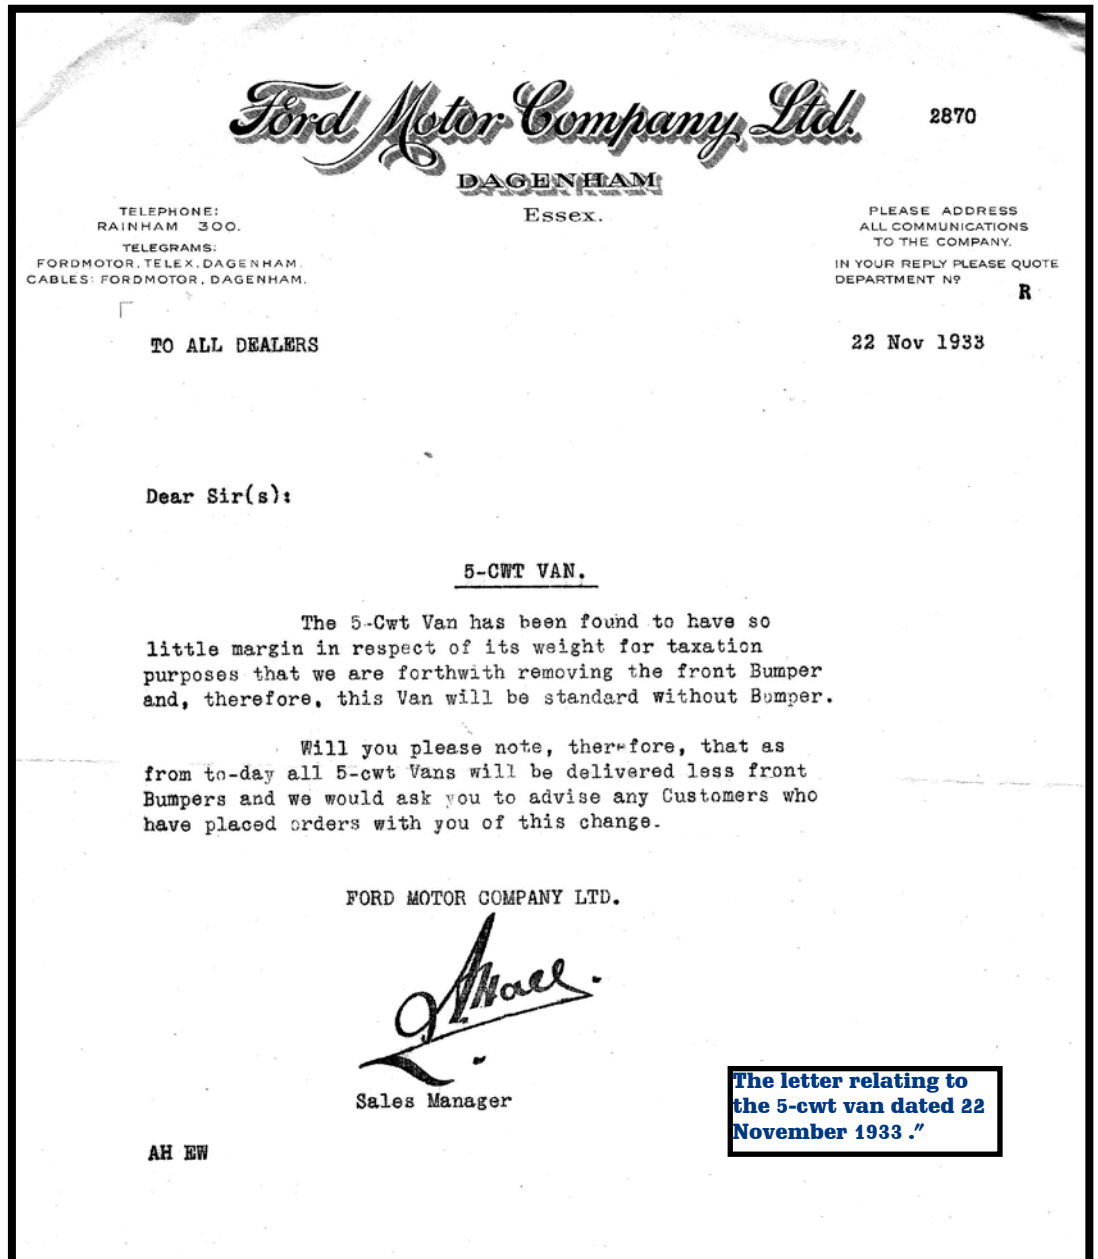 Ford Motor Company, Ltd.
2870
DAGENHAM
Essex.
TELEPHONE:
RAINHAM 300.
TELEGRAMS:
FORDMOTOR, TELEX, DAGENHAM.
CABLES: FORDMOTOR, DAGENHAM.
PLEASE ADDRESS
ALL COMMUNICATIONS
TO THE COMPANY.
IN YOUR REPLY PLEASE QUOTE
DEPARTMENT Nº
R
TO ALL DEALERS
22 Nov 1933
Dear Sir(s):
5-CWT VAN.
The 5-Cwt Van has been found to have so
little margin in respect of its weight for taxation
purposes that we are forthwith removing the front Bumper
and, therefore, this Van will be standard without Bumper.
Will you please note, therefore, that as
from to-day all 5-cwt Vans will be delivered less front
Bumpers and we would ask you to advise any Customers who
have placed orders with you of this change.
FORD MOTOR COMPANY LTD.
Hall.
Sales Manager
AH EW
The letter relating to
the 5-cwt van dated 22
November 1933 .”